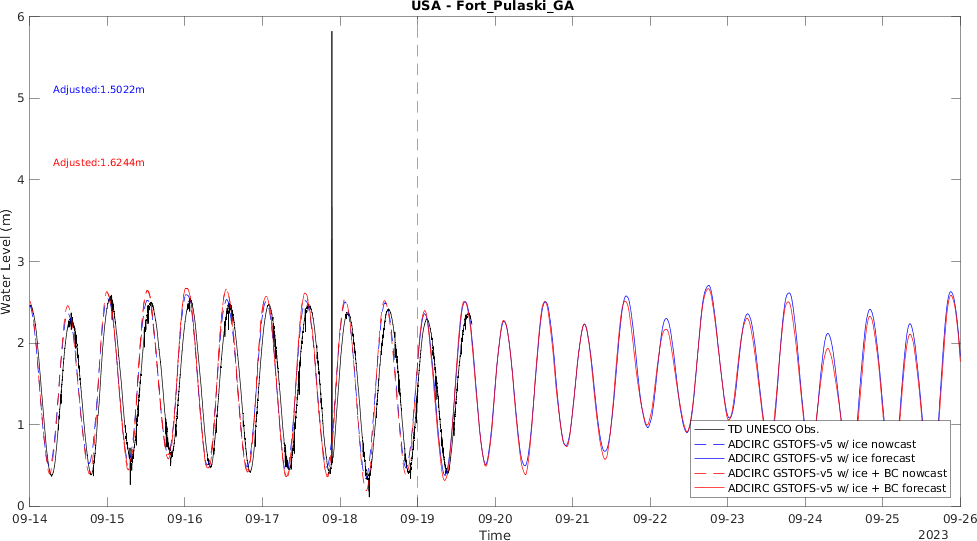 USA - Fort_Pulaski_GA
6
5
4
3
2
1
0
Water Level (m)
Adjusted:1.5022m
Adjusted:1.6244m
TD UNESCO Obs.
ADCIRC GSTOFS-v5 w/ ice nowcast
ADCIRC GSTOFS-v5 w/ ice forecast
ADCIRC GSTOFS-v5 w/ ice + BC nowcast
ADCIRC GSTOFS-v5 w/ ice + BC forecast
09-14 09-15 09-16 09-17 09-18 09-19 09-20 09-21 09-22 09-23 09-24 09-25 09-26
Time
2023